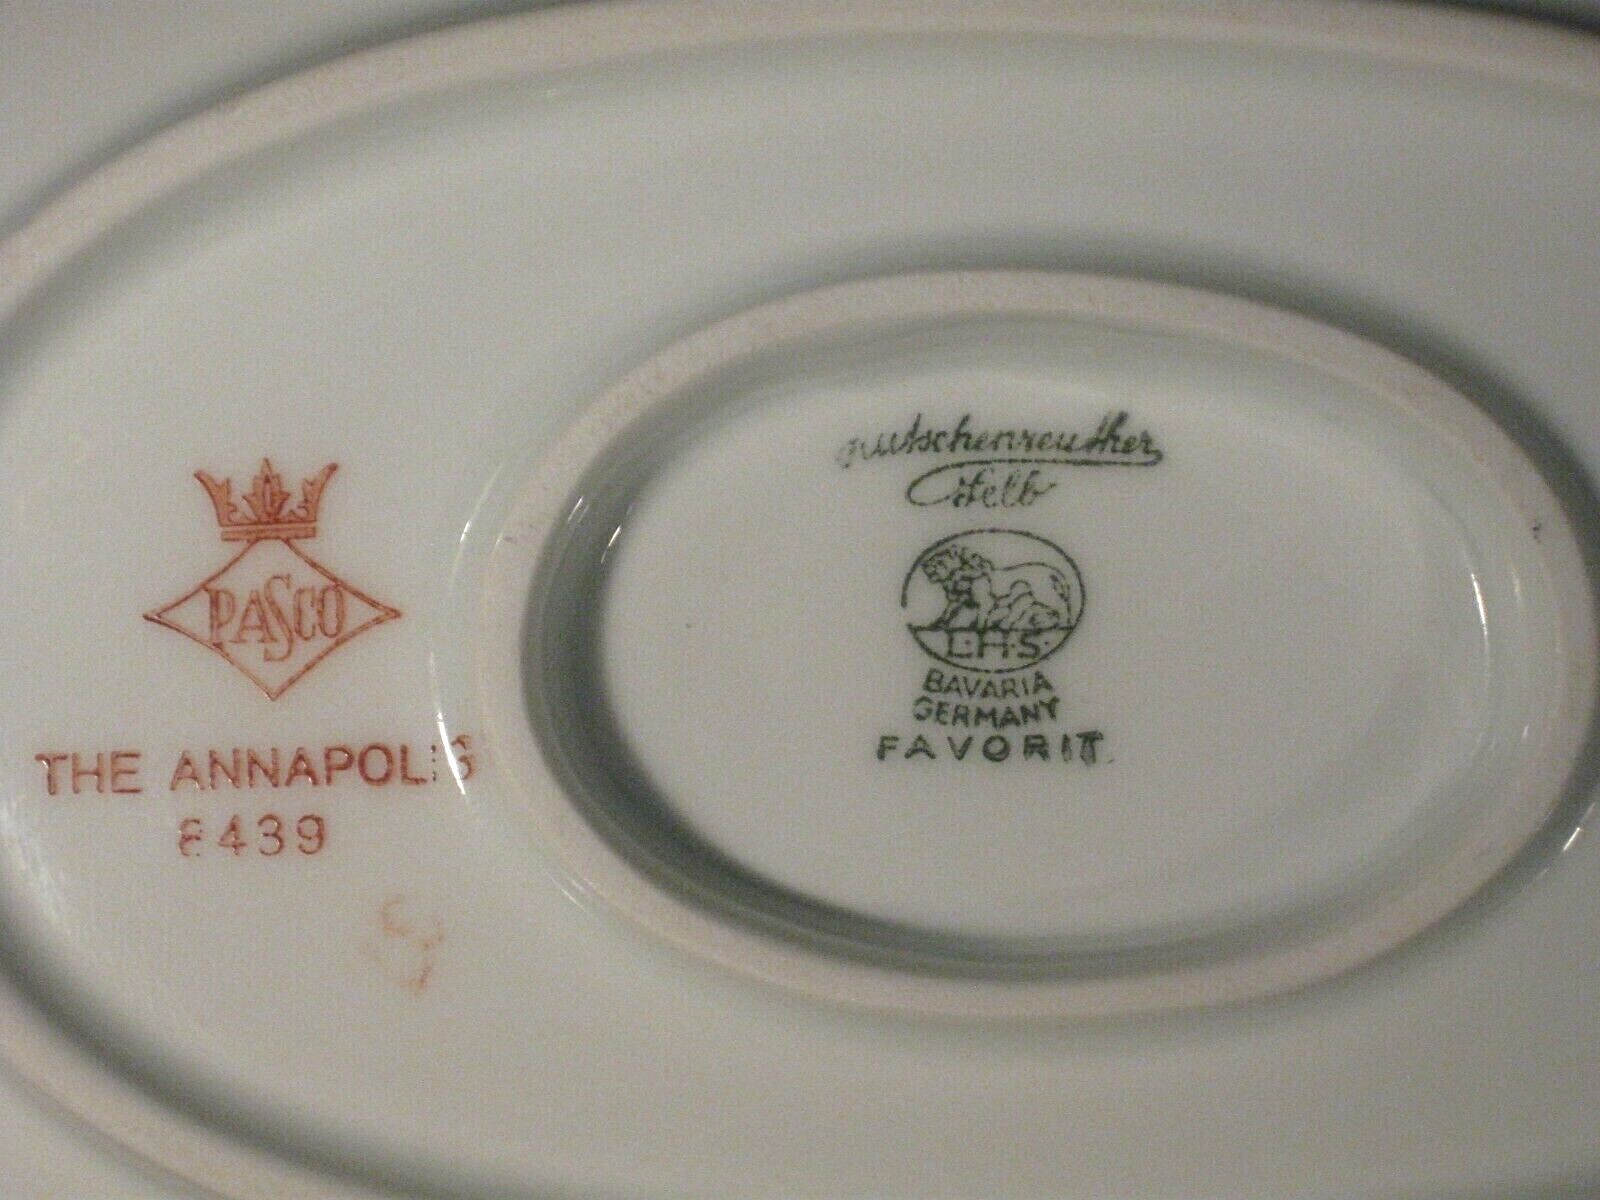 PASCO
THE ANNAPOLIS
8439
Hutschenreuther
Selb
L·H·S·
BAVARIA
GERMANY
FAVORIT